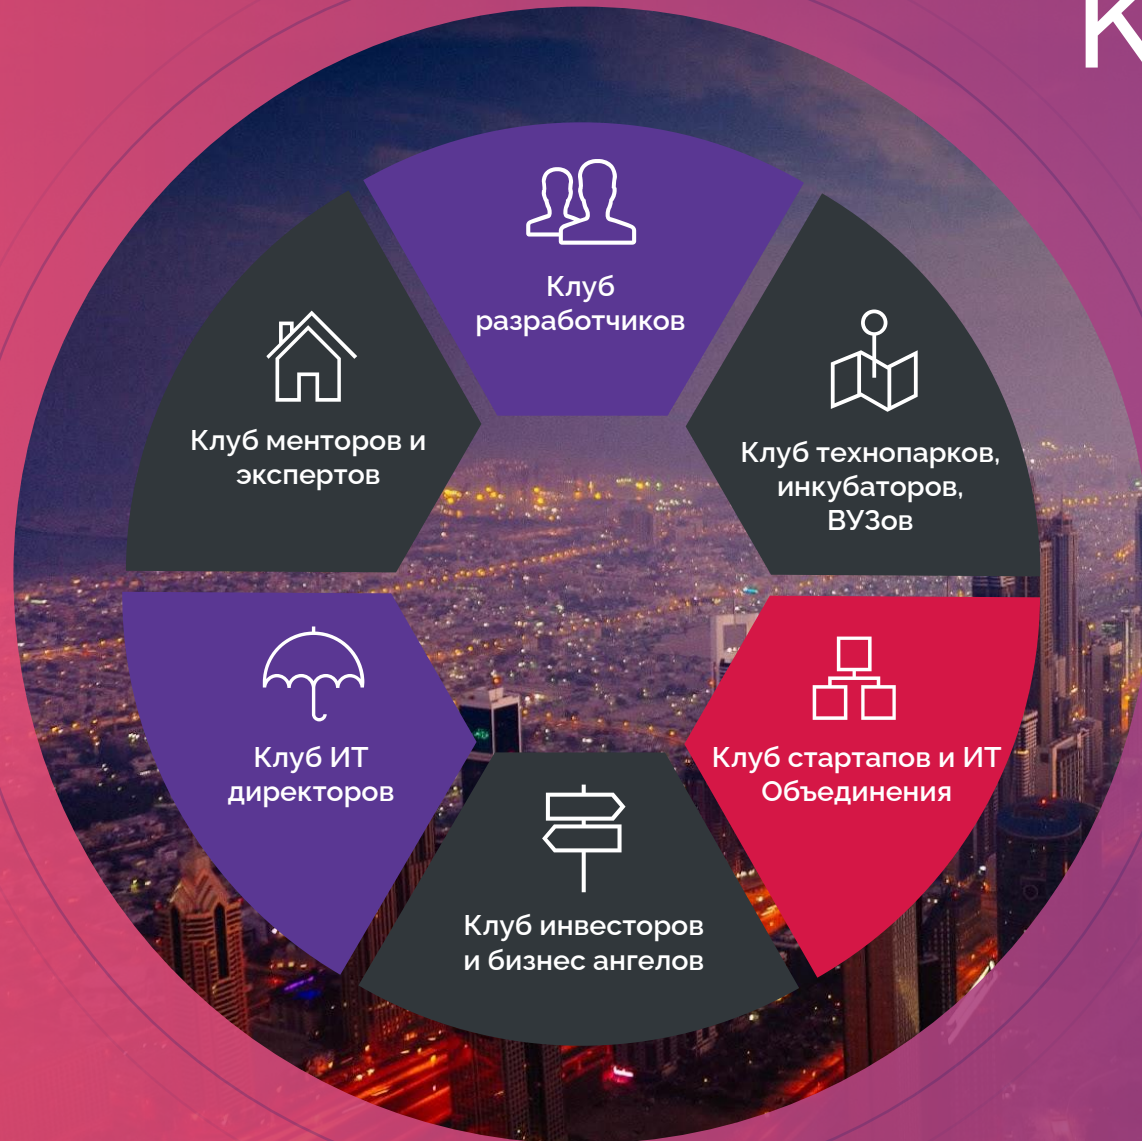 К
Клуб
разработчиков
Клуб менторов и
экспертов
Клуб технопарков,
инкубаторов,
ВУЗов
Клуб ИТ
директоров
Клуб стартапов и ИТ
Объединения
Клуб инвесторов
и бизнес ангелов